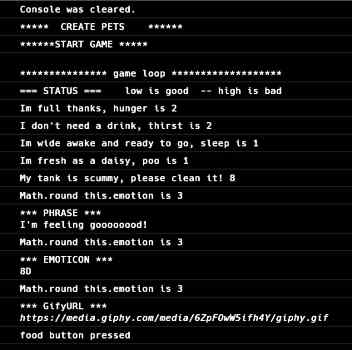 Console was cleared.
*****  CREATE PETS    ******
******START GAME *****
*************** game loop *******************
=== STATUS ===    low is good  -- high is bad
Im full thanks, hunger is 2
I don't need a drink, thirst is 2
Im wide awake and ready to go, sleep is 1
Im fresh as a daisy, poo is 1
My tank is scummy, please clean it! 8
Math.round this.emotion is 3
*** PHRASE ***
I'm feeling goooooood!
Math.round this.emotion is 3
*** EMOTICON ***
8D
Math.round this.emotion is 3
*** GifyURL ***
https://media.giphy.com/media/6ZpFOwW5ifh4Y/giphy.gif
food button pressed